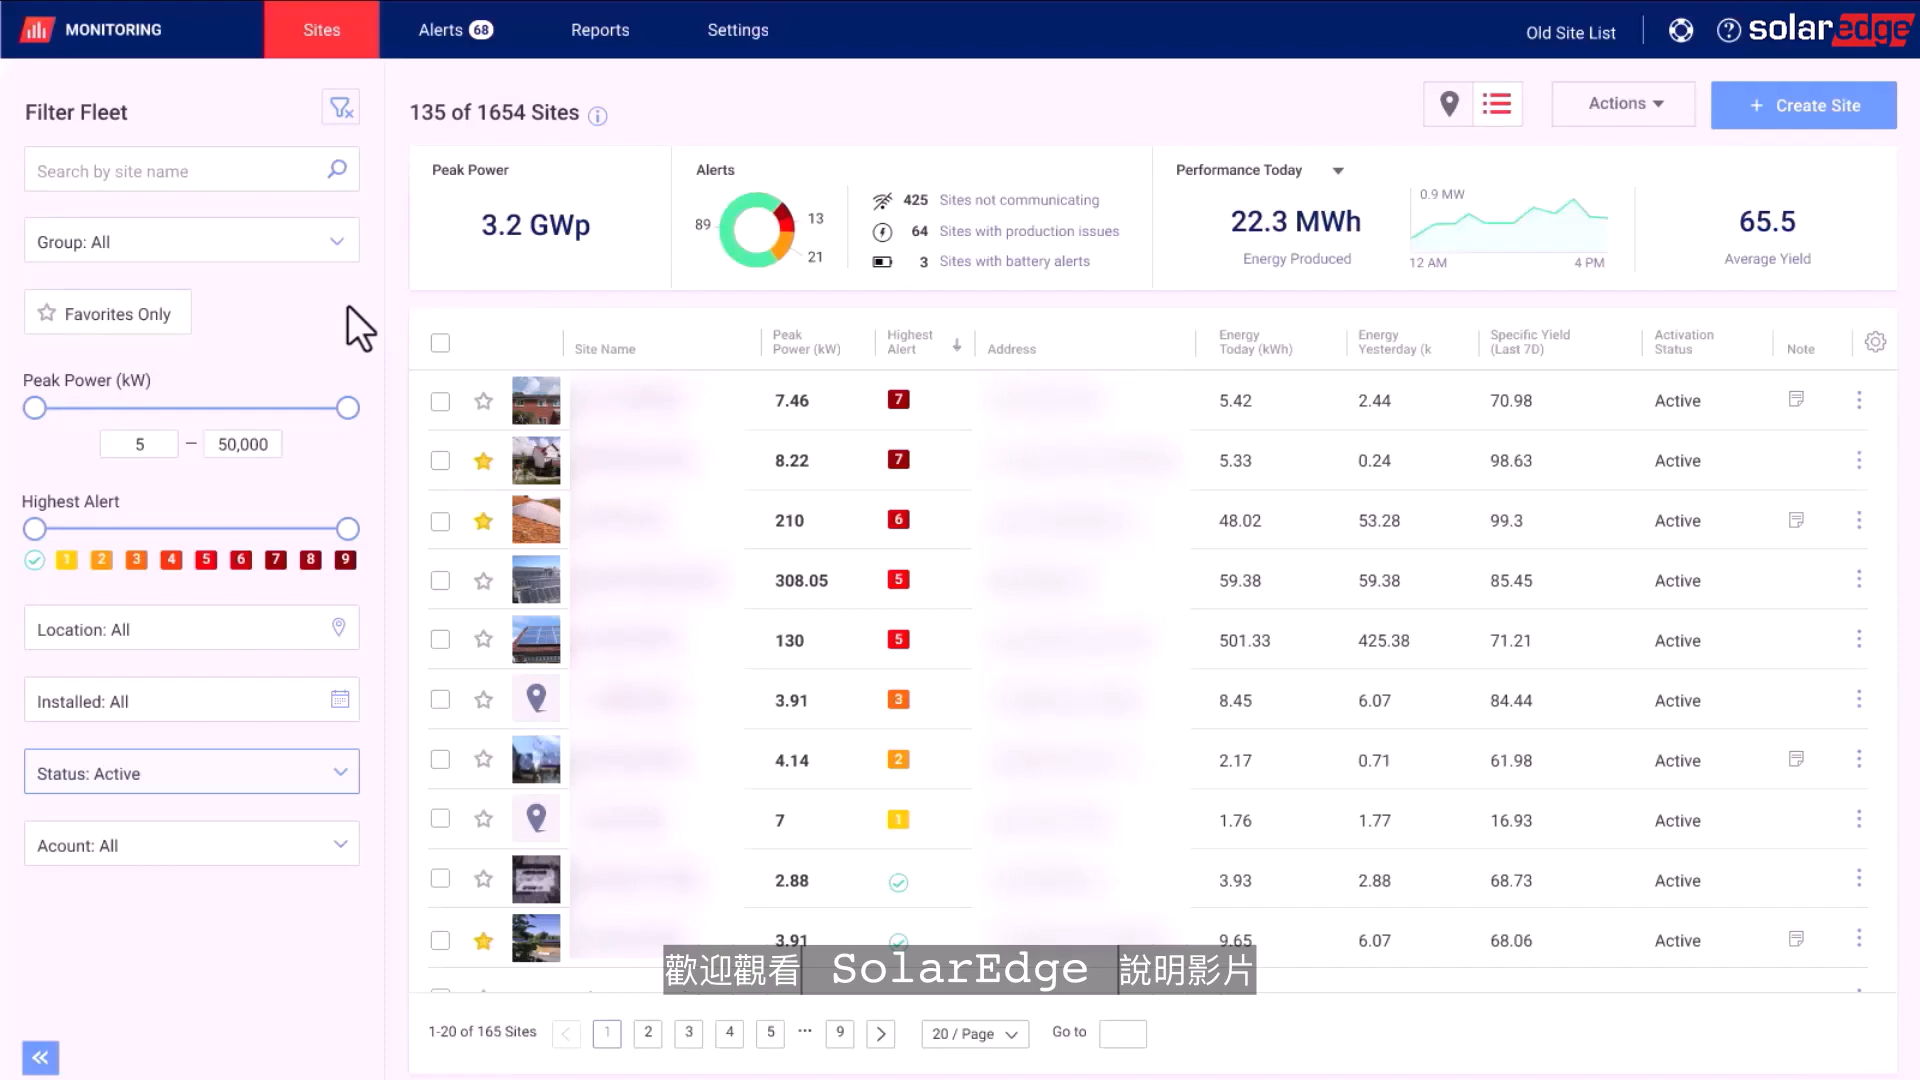 MONITORING
Sites
Alerts 68
Reports
Settings
Old Site List
solaredge
Filter Fleet
Search by site name
Group: All
Favorites Only
Peak Power (kW)
5 – 50,000
Highest Alert
1 2 3 4 5 6 7 8 9
Location: All
Installed: All
Status: Active
Acount: All
135 of 1654 Sites
Actions
+ Create Site
Peak Power
3.2 GWp
Alerts
89
13
21
425 Sites not communicating
64 Sites with production issues
3 Sites with battery alerts
Performance Today
22.3 MWh
Energy Produced
0.9 MW
12 AM
4 PM
65.5
Average Yield
Site Name
Peak Power (kW)
Highest Alert
Address
Energy Today (kWh)
Energy Yesterday (k
Specific Yield (Last 7D)
Activation Status
Note
7.46 7 5.42 2.44 70.98 Active
8.22 7 5.33 0.24 98.63 Active
210 6 48.02 53.28 99.3 Active
308.05 5 59.38 59.38 85.45 Active
130 5 501.33 425.38 71.21 Active
3.91 3 8.45 6.07 84.44 Active
4.14 2 2.17 0.71 61.98 Active
7 1 1.76 1.77 16.93 Active
2.88 3.93 2.88 68.73 Active
3.91 9.65 6.07 68.06 Active
歡迎觀看 SolarEdge 說明影片
1-20 of 165 Sites
< 1 2 3 4 5 ... 9 >
20 / Page
Go to